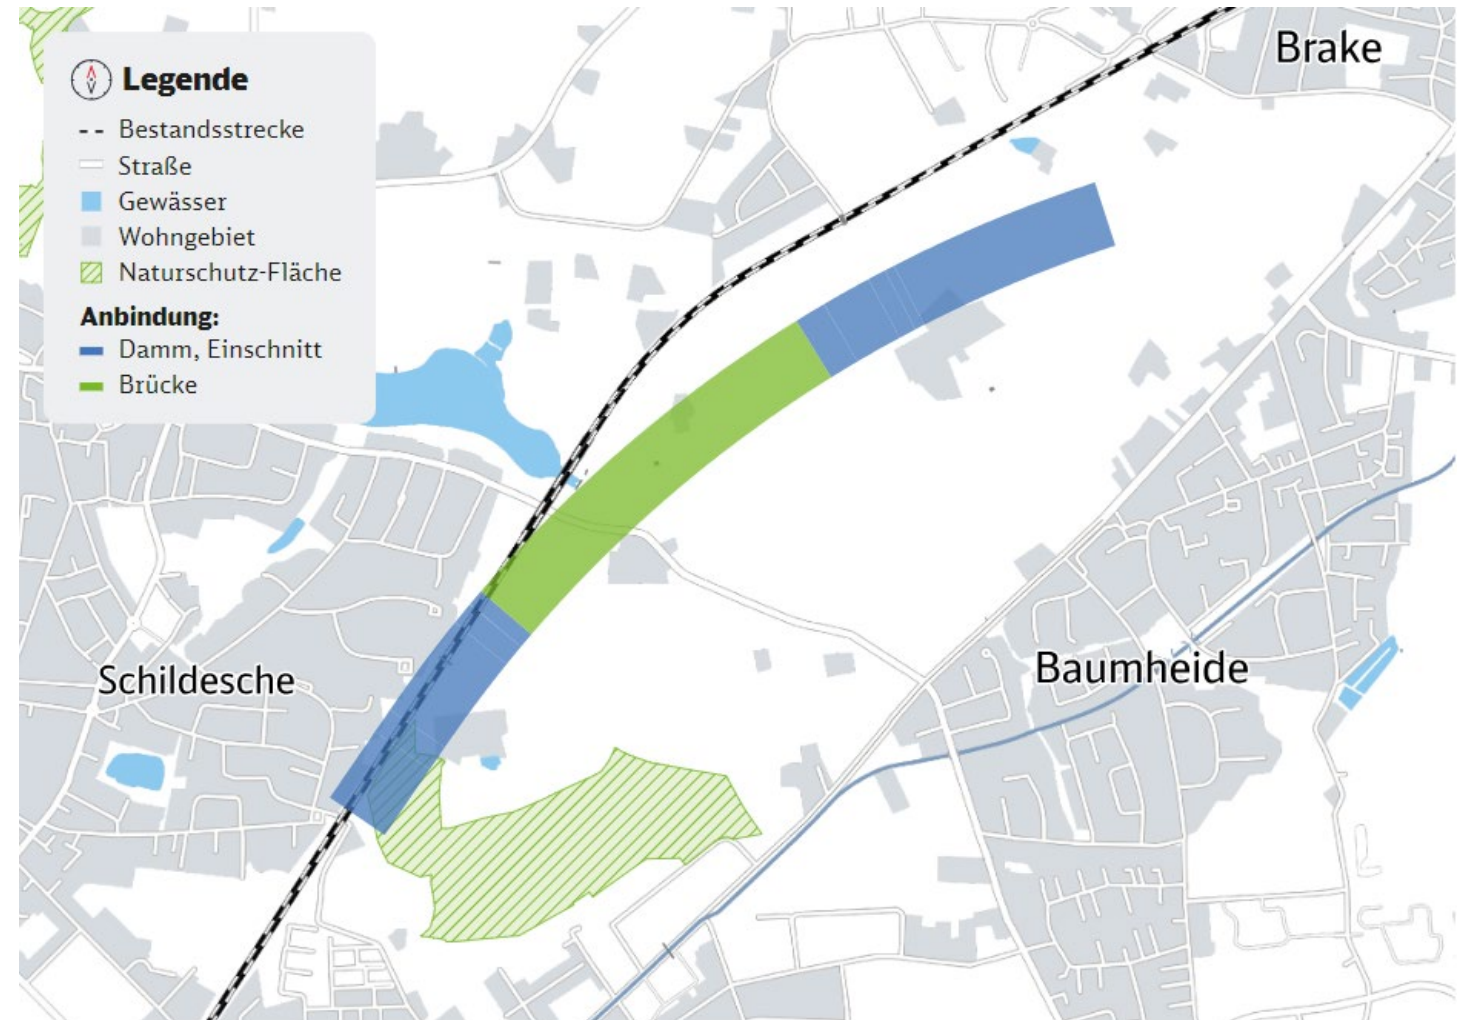 Brake
Legende
Bestandsstrecke
Straße
Gewässer
Wohngebiet
Naturschutz-Fläche
Anbindung:
Damm, Einschnitt
Brücke
Schildesche
Baumheide